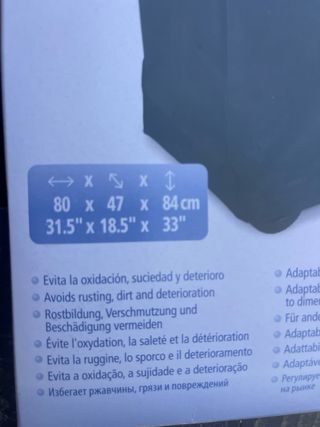 ↔ x ⤡ x ↕
80 x 47 x 84 cm
31.5" x 18.5" x 33"
Evita la oxidación, suciedad y deterioro
Avoids rusting, dirt and deterioration
Rostbildung, Verschmutzung und
Beschädigung vermeiden
Évite l'oxydation, la saleté et la détérioration
Evita la ruggine, lo sporco e il deterioramento
Evita a oxidação, a sujidade e a deterioração
Избегает ржавчины, грязи и повреждений
Adaptab
Adaptab
to dime
Für ande
Adaptab
Adattabi
Adaptáve
Регулируе
на рынке